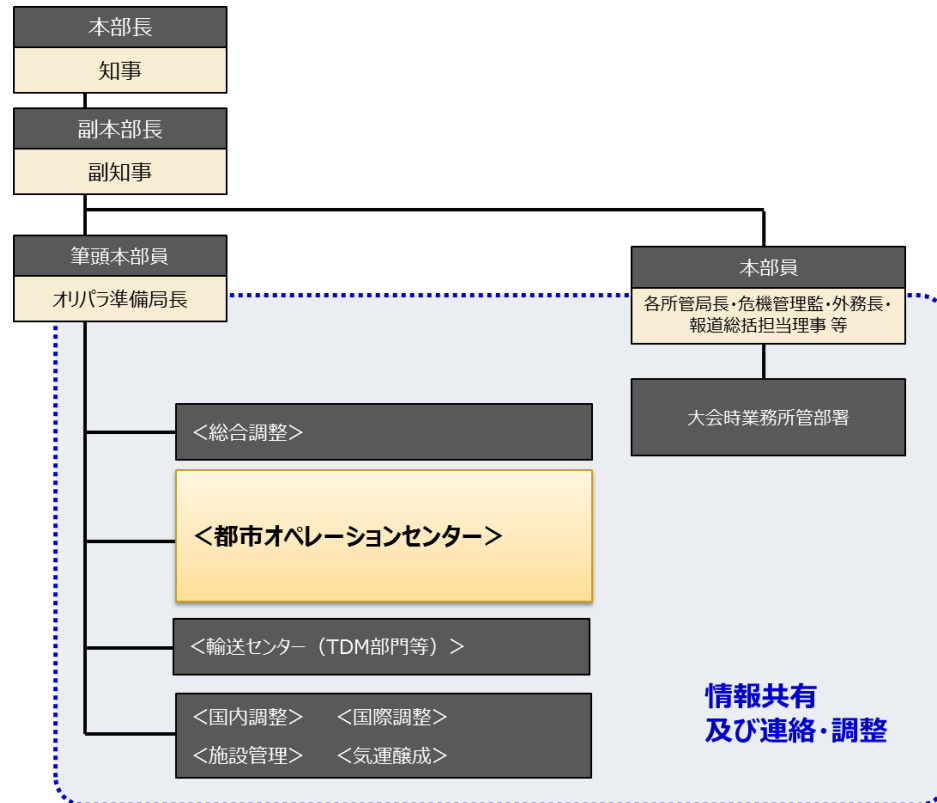 本部長
知事
副本部長
副知事
筆頭本部員
オリパラ準備局長
本部員
各所管局長・危機管理監・外務長・
報道総括担当理事 等
大会時業務所管部署
＜総合調整＞
＜都市オペレーションセンター＞
＜輸送センター（TDM部門等）＞
＜国内調整＞ ＜国際調整＞
＜施設管理＞ ＜気運醸成＞
情報共有
及び連絡・調整